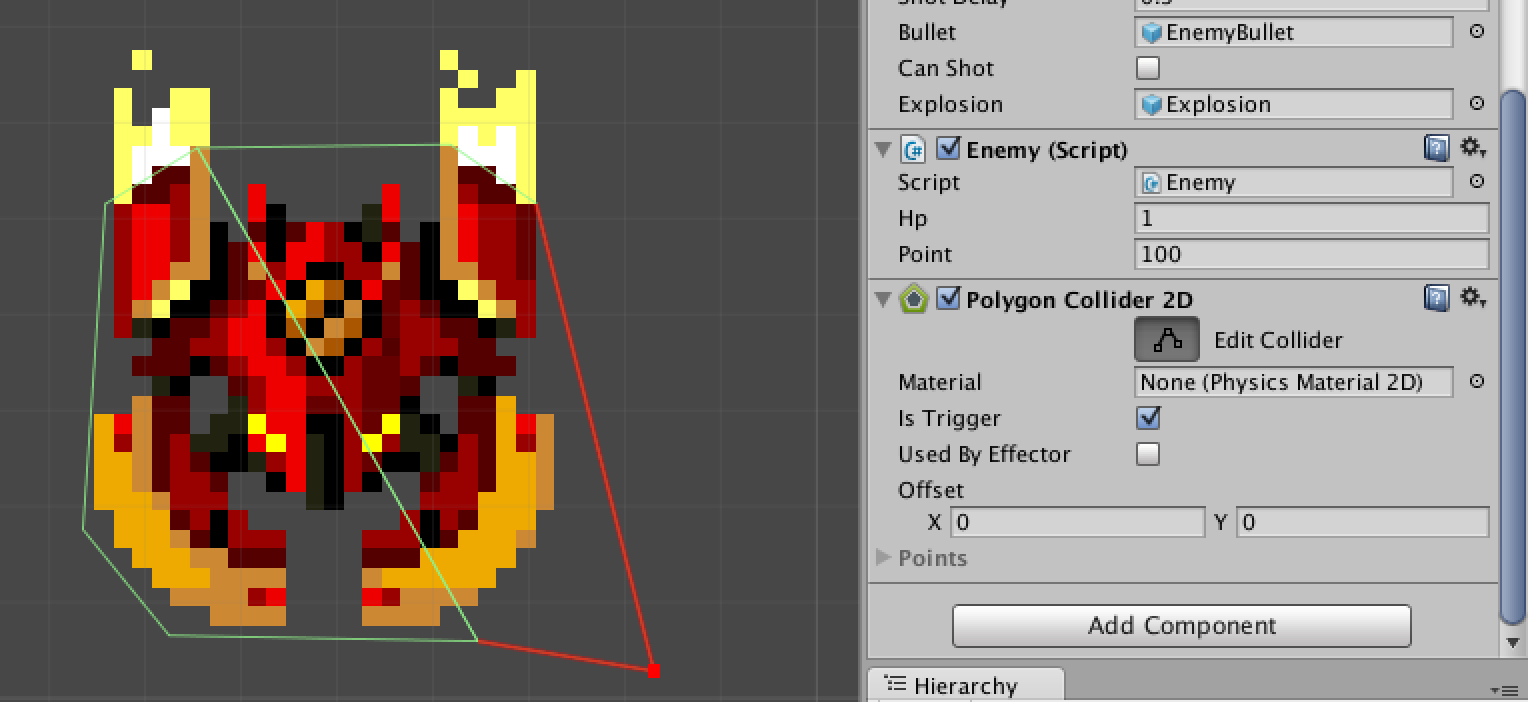 Shot Delay 0.5
Bullet EnemyBullet
Can Shot
Explosion Explosion
Enemy (Script)
Script Enemy
Hp 1
Point 100
Polygon Collider 2D
Edit Collider
Material None (Physics Material 2D)
Is Trigger
Used By Effector
Offset
X 0 Y 0
Points
Add Component
Hierarchy